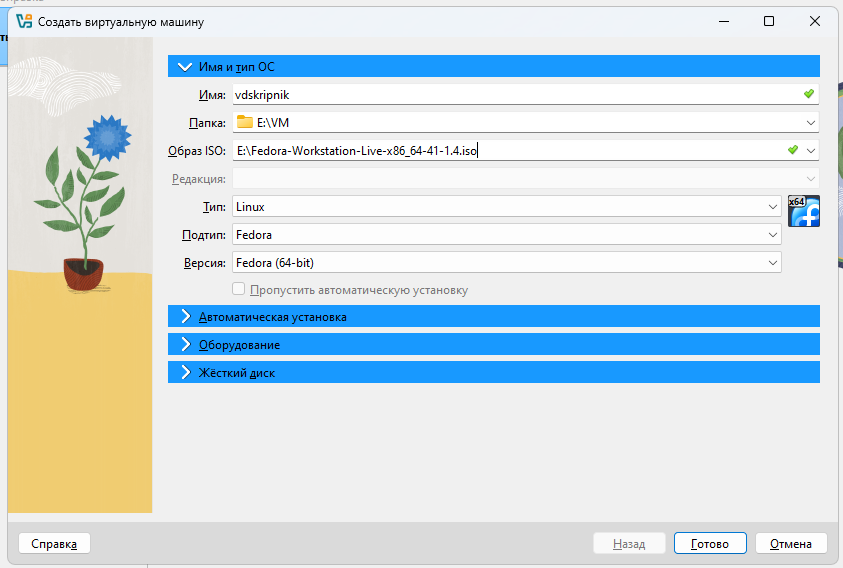 Создать виртуальную машину
Имя и тип ОС
Имя: vdskripnik
Папка: E:\VM
Образ ISO: E:\Fedora-Workstation-Live-x86_64-41-1.4.iso
Редакция:
Тип: Linux
x64
Подтип: Fedora
Версия: Fedora (64-bit)
Пропустить автоматическую установку
Автоматическая установка
Оборудование
Жёсткий диск
Справка
Назад
Готово
Отмена